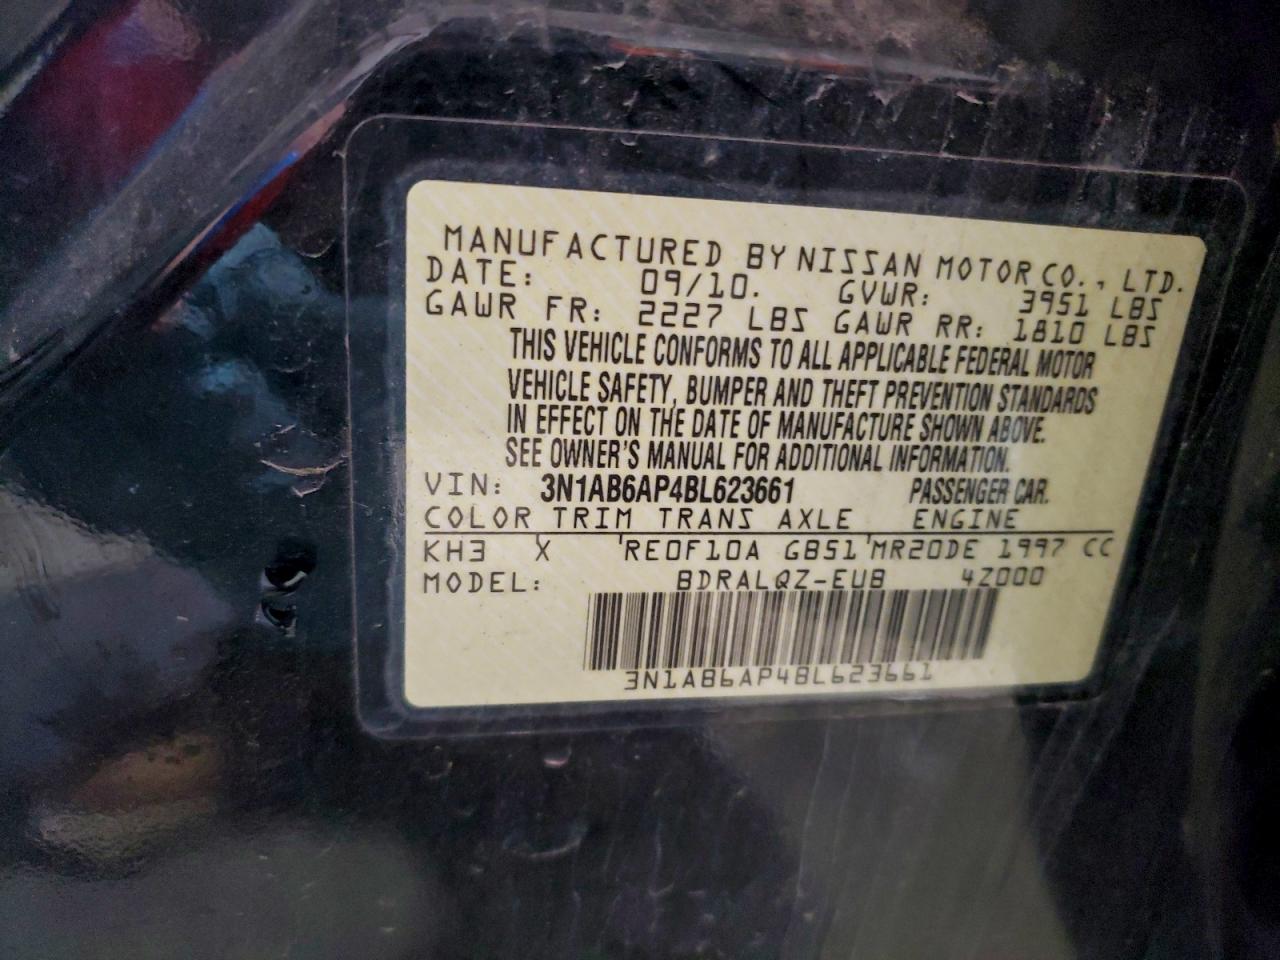 MANUFACTURED BY NISSAN MOTOR CO., LTD.
DATE: 09/10. GVWR: 3951 LBS
GAWR FR: 2227 LBS GAWR RR: 1810 LBS
THIS VEHICLE CONFORMS TO ALL APPLICABLE FEDERAL MOTOR
VEHICLE SAFETY, BUMPER AND THEFT PREVENTION STANDARDS
IN EFFECT ON THE DATE OF MANUFACTURE SHOWN ABOVE.
SEE OWNER'S MANUAL FOR ADDITIONAL INFORMATION.
VIN: 3N1AB6AP4BL623661 PASSENGER CAR.
COLOR TRIM TRANS AXLE ENGINE
KH3 X RE0F10A GB51 MR20DE 1997 CC
MODEL: BDRALQZ-EUB 4Z000
3N1AB6AP4BL623661